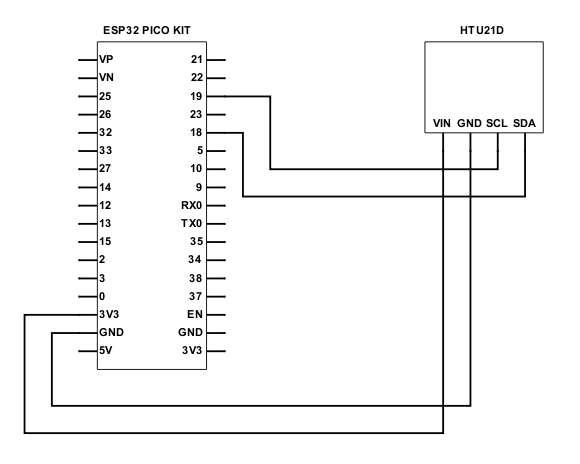 ESP32 PICO KIT
HTU21D
VP 21
VN 22
25 19
26 23
32 18
33 5
27 10
14 9
12 RX0
13 TX0
15 35
2 34
3 38
0 37
3V3 EN
GND GND
5V 3V3
VIN GND SCL SDA